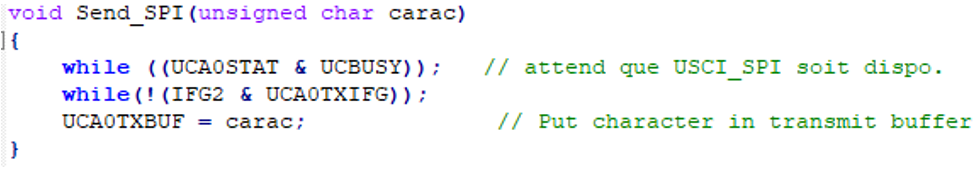 void Send_SPI(unsigned char carac)
{
    while ((UCA0STAT & UCBUSY));   // attend que USCI_SPI soit dispo.
    while(!(IFG2 & UCA0TXIFG));
    UCA0TXBUF = carac;              // Put character in transmit buffer
}